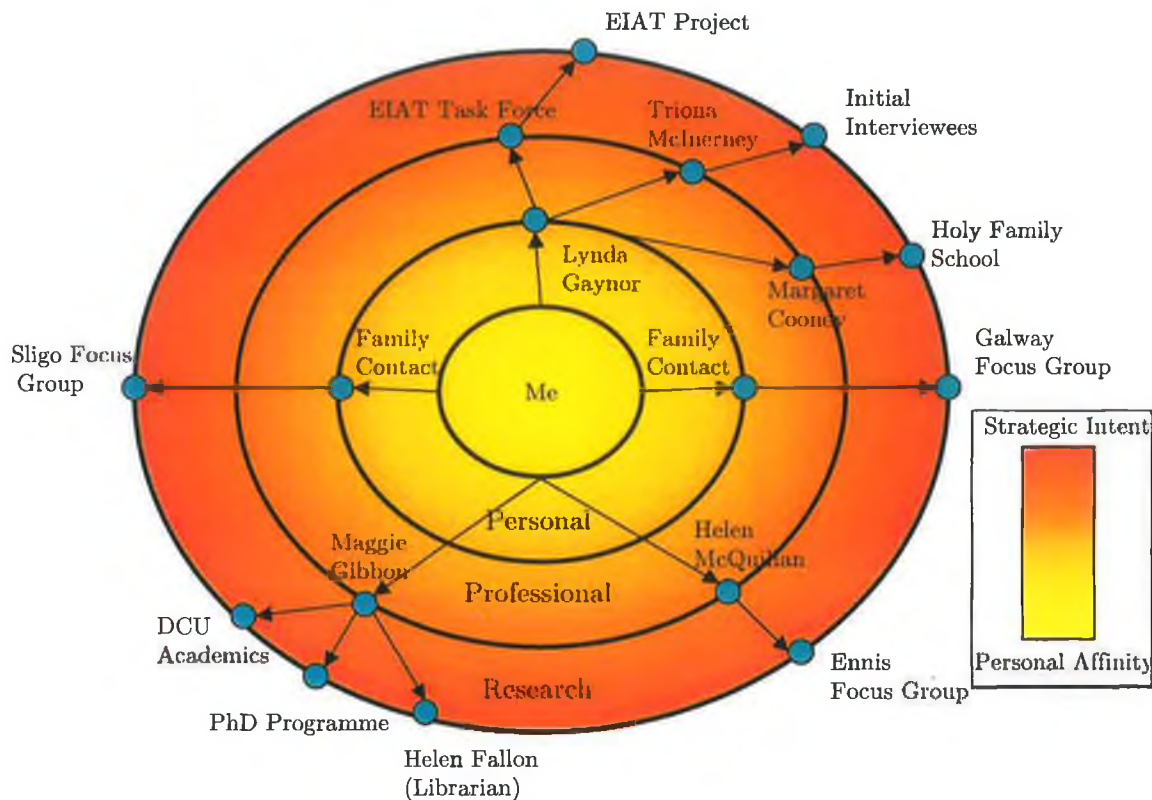 EIAT Project
EIAT Task Force
Triona
McInerney
Initial
Interviewees
Lynda
Gaynor
Holy Family
School
Margaret
Cooney
Sligo Focus
Group
Family
Contact
Me
Family
Contact
Galway
Focus Group
Strategic Intent
Personal Affinity
Personal
Professional
Research
Maggie
Gibbon
Helen
McQuillan
DCU
Academics
PhD Programme
Helen Fallon
(Librarian)
Ennis
Focus Group